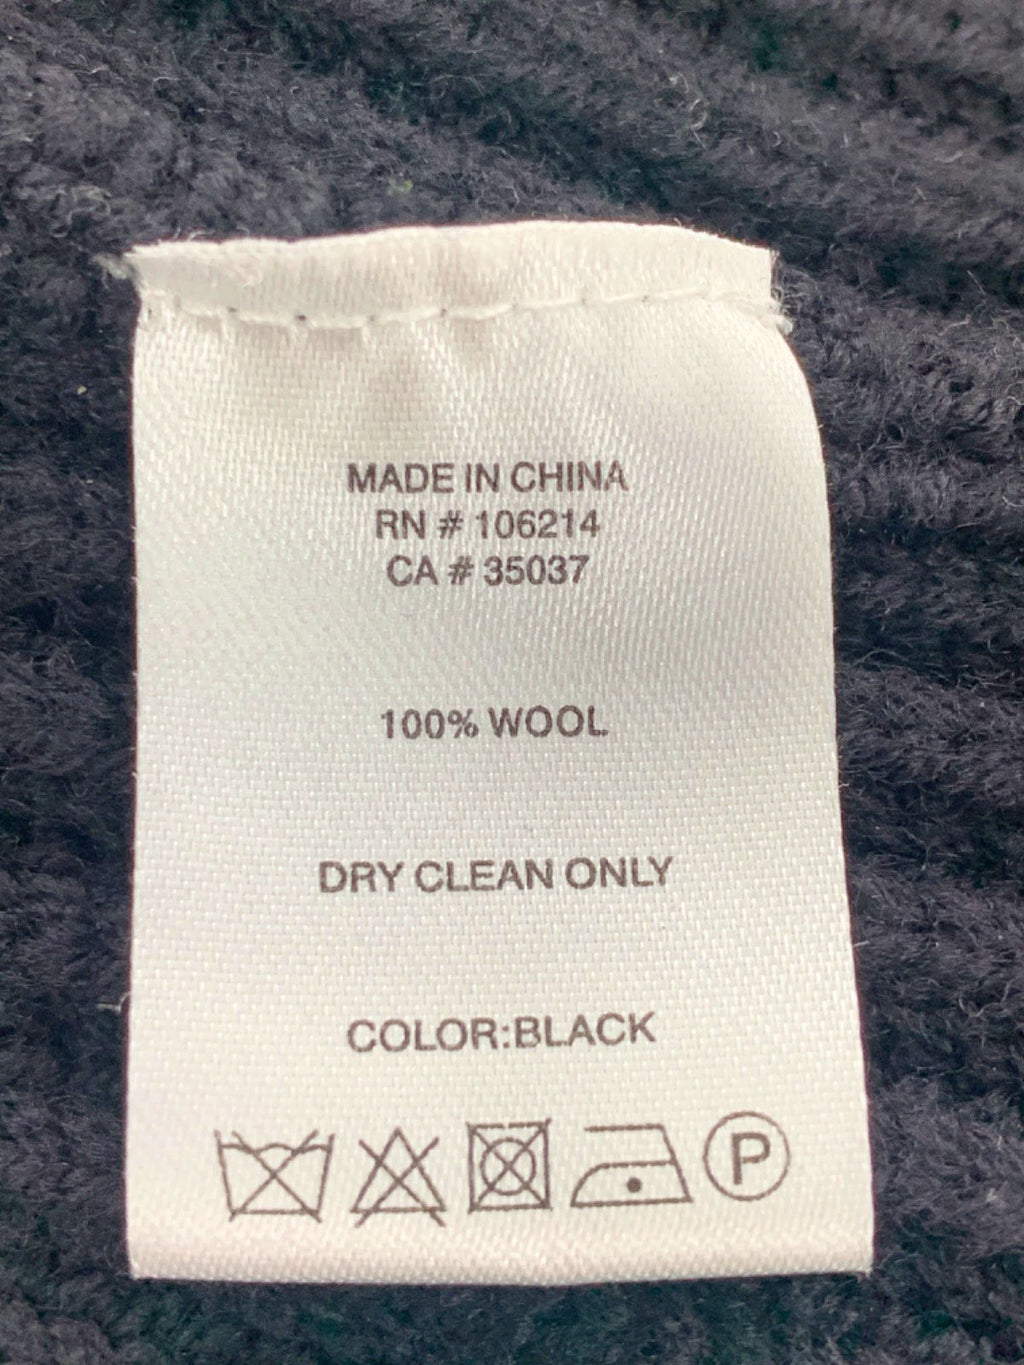 MADE IN CHINA
RN # 106214
CA # 35037
100% WOOL
DRY CLEAN ONLY
COLOR:BLACK
P